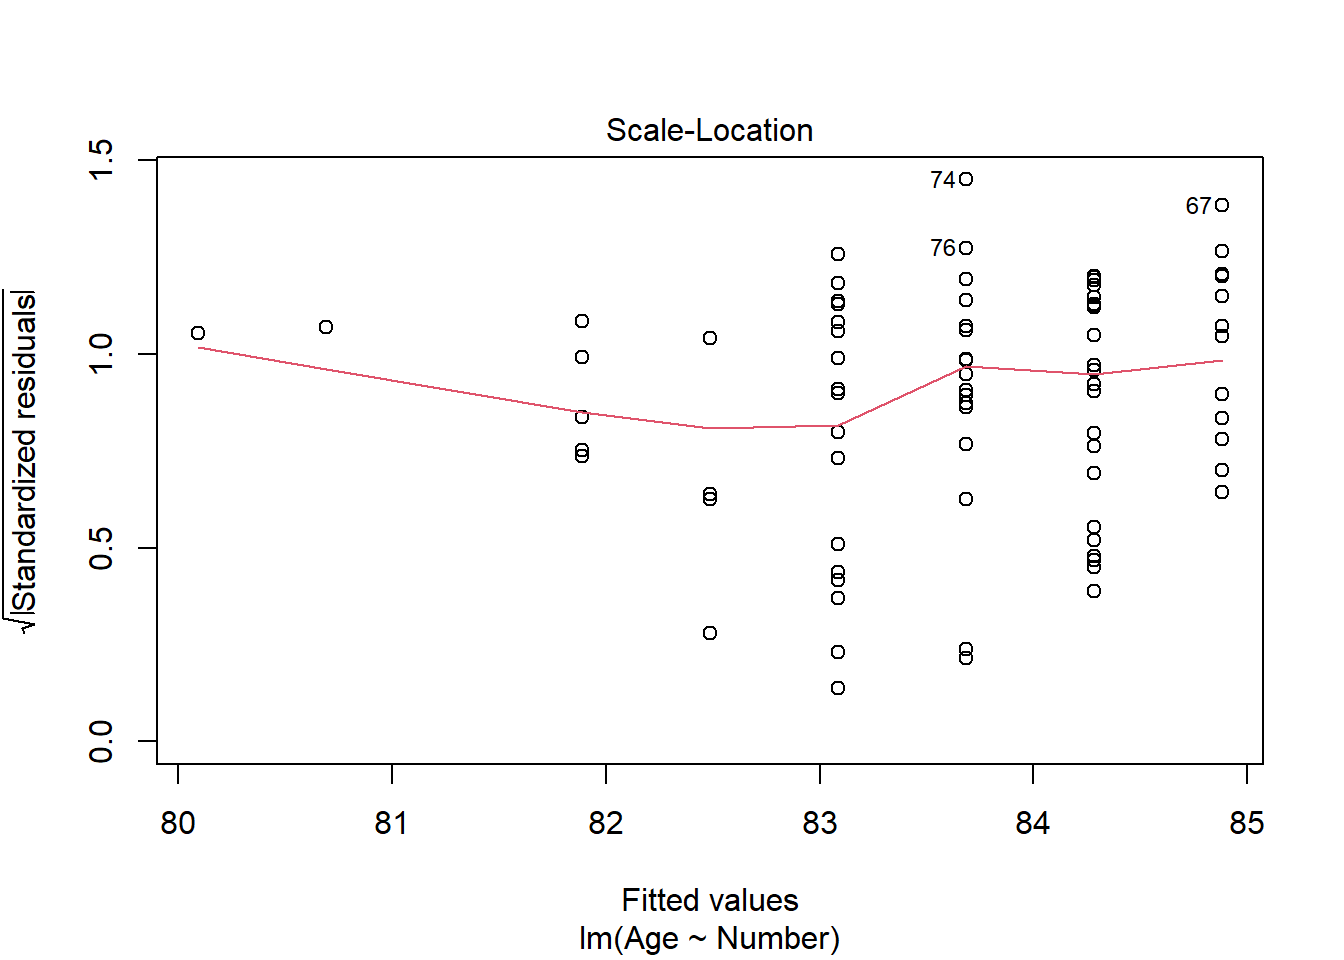 Scale-Location
√|Standardized residuals|
1.5
1.0
0.5
0.0
74
67
76
80 81 82 83 84 85
Fitted values
lm(Age ~ Number)